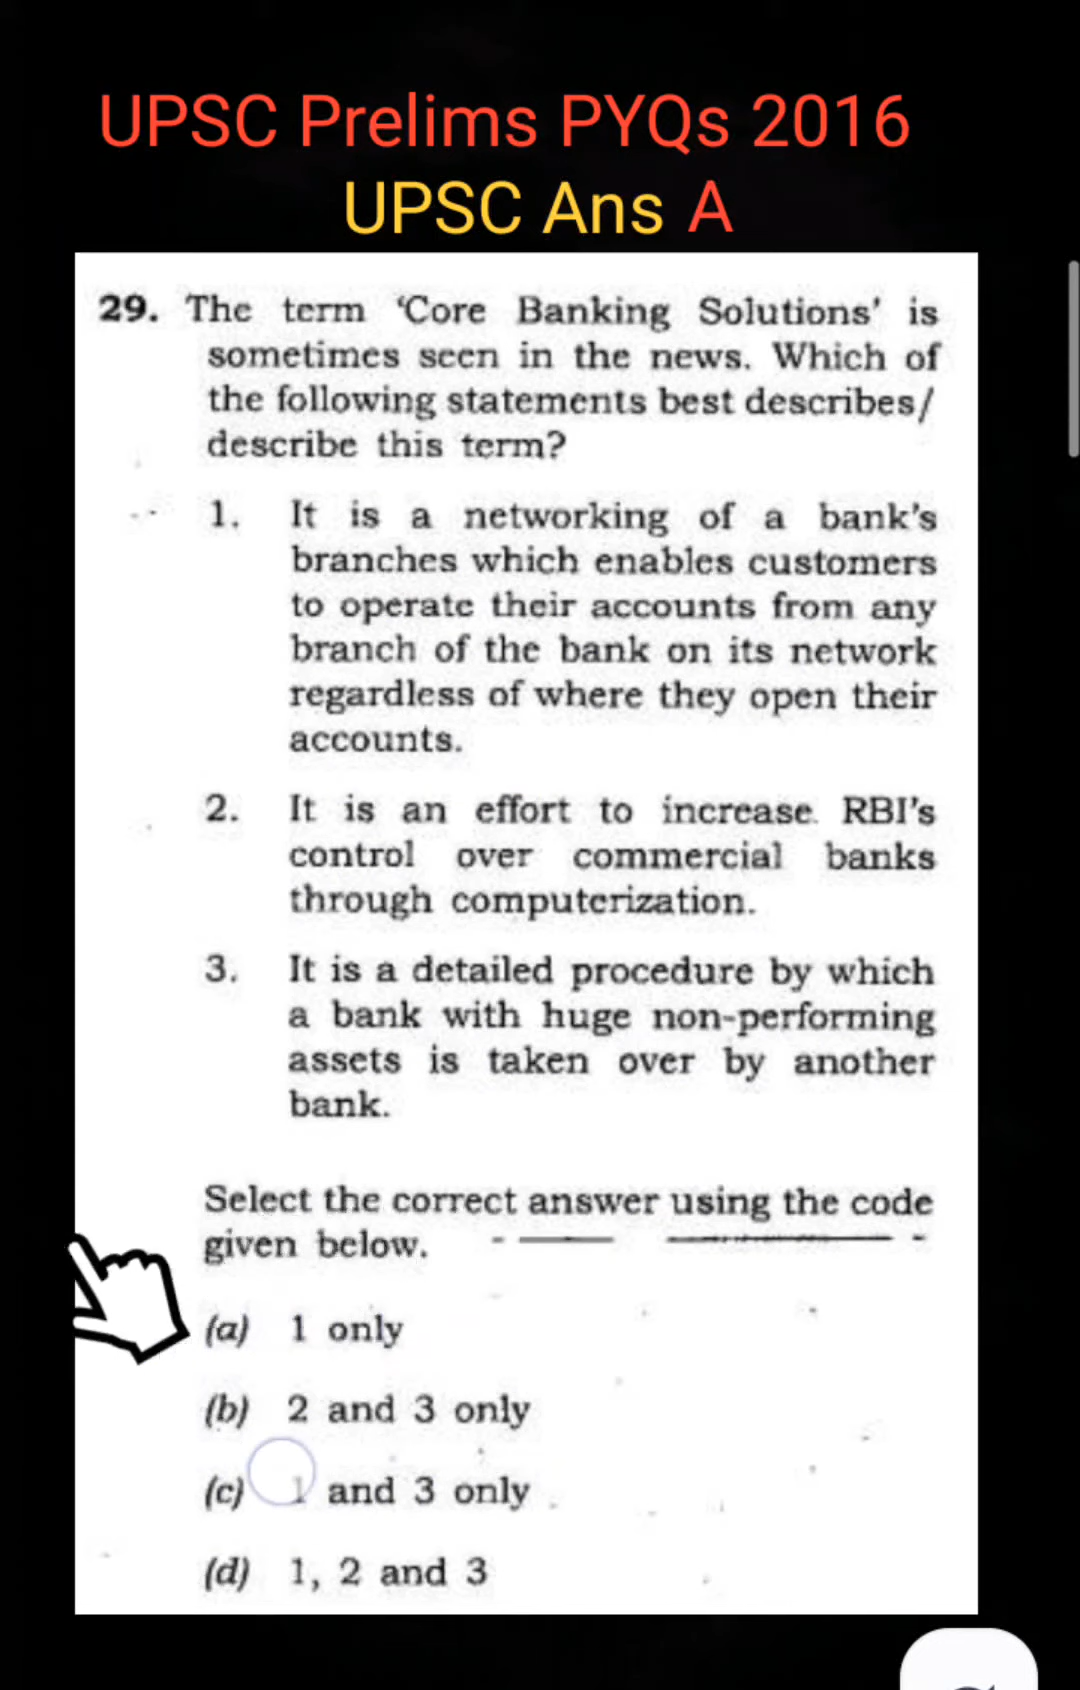 UPSC Prelims PYQs 2016
UPSC Ans A
29. The term ‘Core Banking Solutions’ is
sometimes seen in the news. Which of
the following statements best describes/
describe this term?
1. It is a networking of a bank’s
branches which enables customers
to operate their accounts from any
branch of the bank on its network
regardless of where they open their
accounts.
2. It is an effort to increase RBI’s
control over commercial banks
through computerization.
3. It is a detailed procedure by which
a bank with huge non-performing
assets is taken over by another
bank.
Select the correct answer using the code
given below.
(a) 1 only
(b) 2 and 3 only
(c) 1 and 3 only
(d) 1, 2 and 3